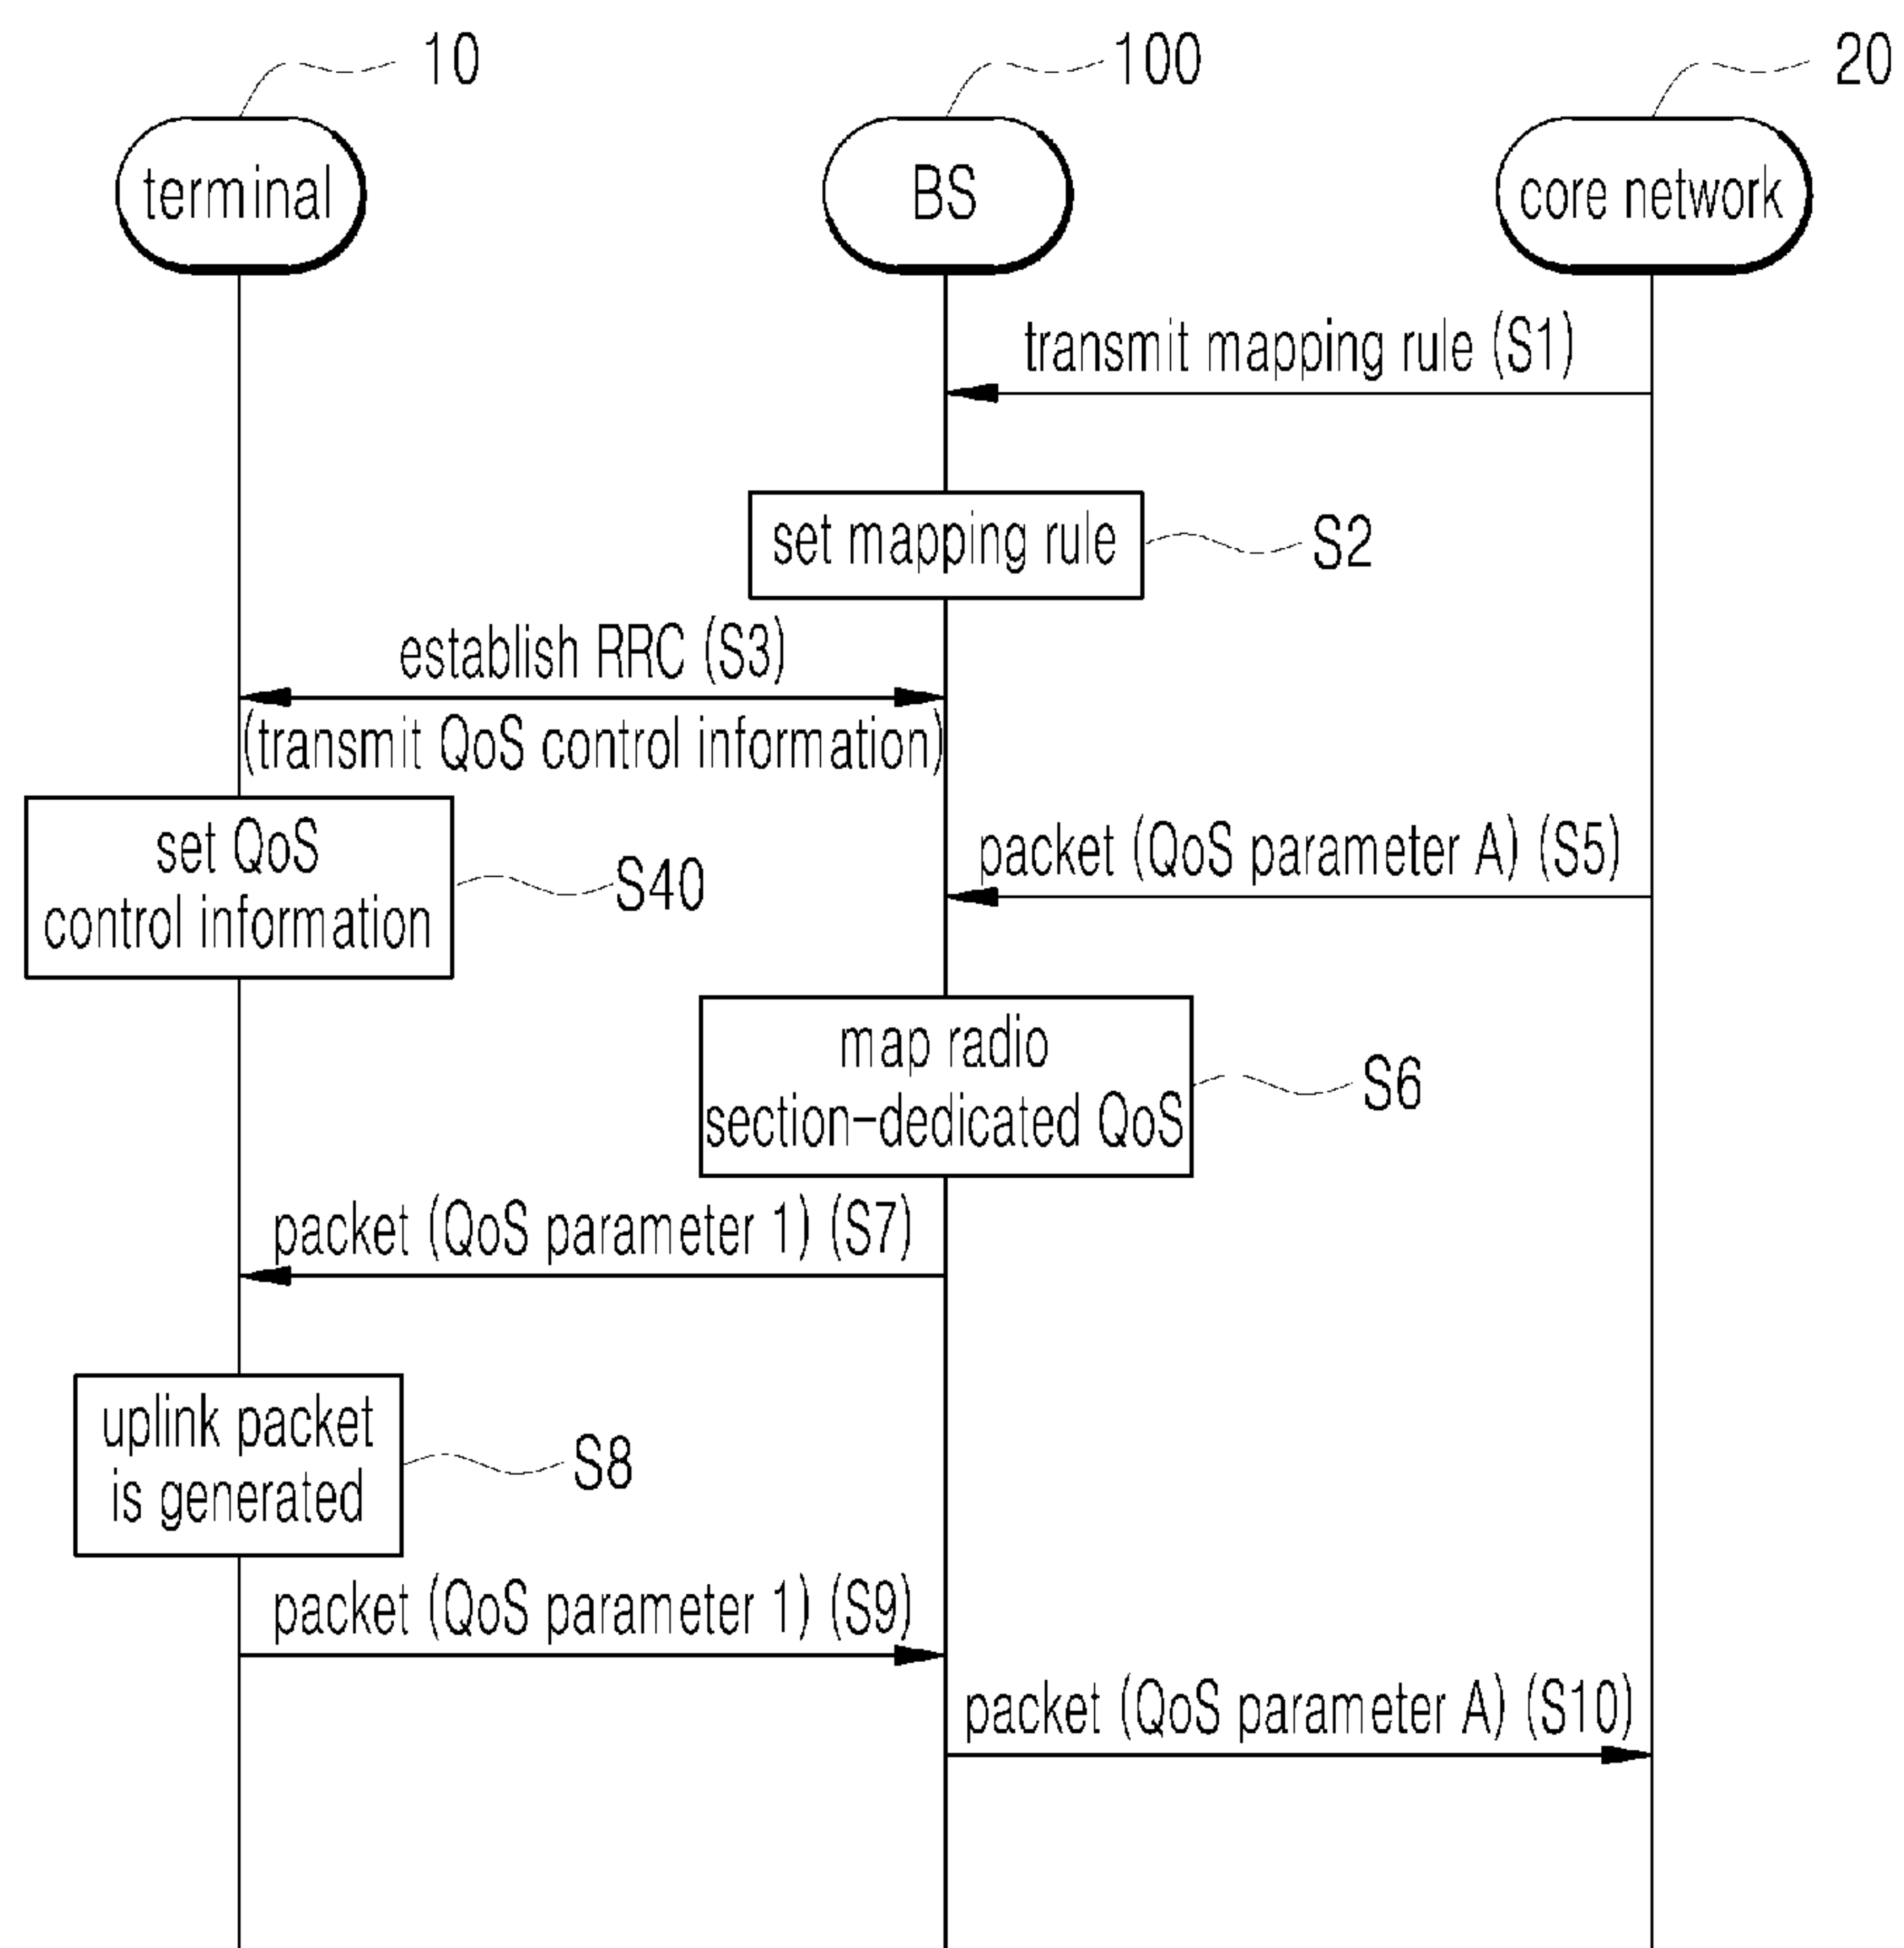 10
100
20
terminal
BS
core network
transmit mapping rule (S1)
set mapping rule
S2
establish RRC (S3)
(transmit QoS control information)
set QoS
control information
S40
packet (QoS parameter A) (S5)
map radio
section-dedicated QoS
S6
packet (QoS parameter 1) (S7)
uplink packet
is generated
S8
packet (QoS parameter 1) (S9)
packet (QoS parameter A) (S10)